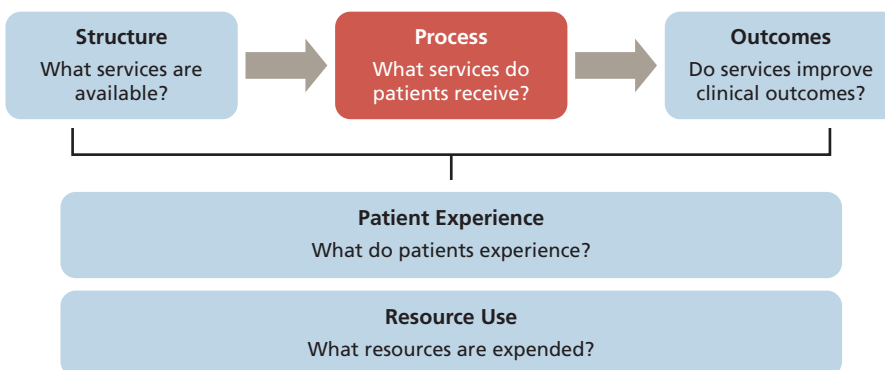 Structure
What services are
available?
Process
What services do
patients receive?
Outcomes
Do services improve
clinical outcomes?
Patient Experience
What do patients experience?
Resource Use
What resources are expended?